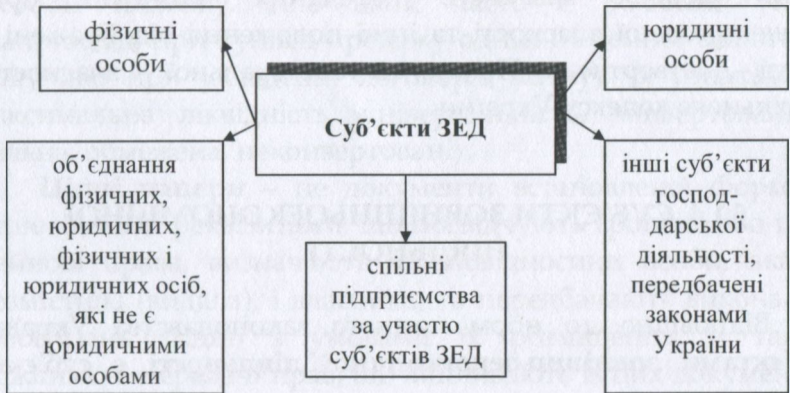 фізичні
особи
юридичні
особи
Суб’єкти ЗЕД
об’єднання
фізичних,
юридичних,
фізичних і
юридичних осіб,
які не є
юридичними
особами
спільні
підприємства
за участю
суб’єктів ЗЕД
інші суб’єкти
господ-
дарської
діяльності,
передбачені
законами
України